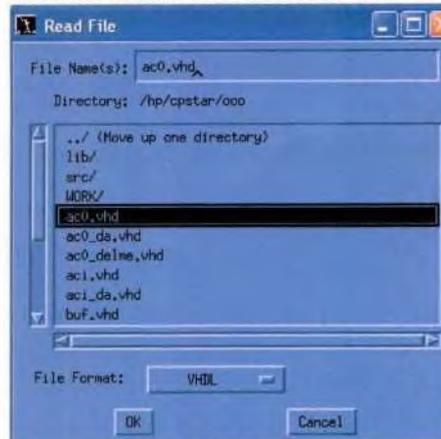 Read File
File Name(s): ac0.vhd
Directory: /hp/cpstar/ooo
../ (Move up one directory)
lib/
src/
WORK/
ac0.vhd
ac0_da.vhd
ac0_delme.vhd
aci.vhd
aci_da.vhd
buf.vhd
File Format: VHDL
OK Cancel